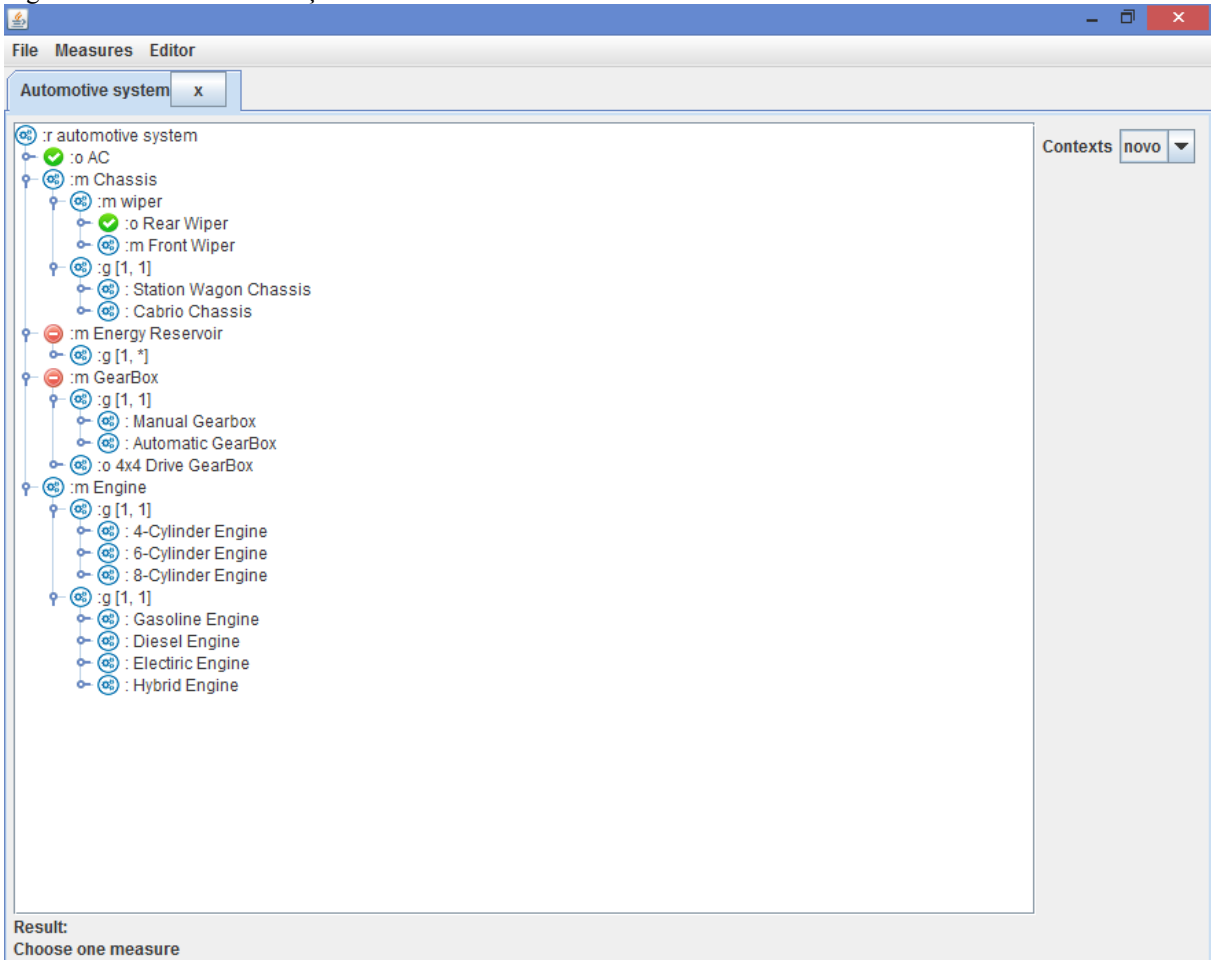 File Measures Editor
Automotive system x
:r automotive system
Contexts novo
:o AC
:m Chassis
:m wiper
:o Rear Wiper
:m Front Wiper
:g [1, 1]
: Station Wagon Chassis
: Cabrio Chassis
:m Energy Reservoir
:g [1, *]
:m GearBox
:g [1, 1]
: Manual Gearbox
: Automatic GearBox
:o 4x4 Drive GearBox
:m Engine
:g [1, 1]
: 4-Cylinder Engine
: 6-Cylinder Engine
: 8-Cylinder Engine
:g [1, 1]
: Gasoline Engine
: Diesel Engine
: Electiric Engine
: Hybrid Engine
Result:
Choose one measure